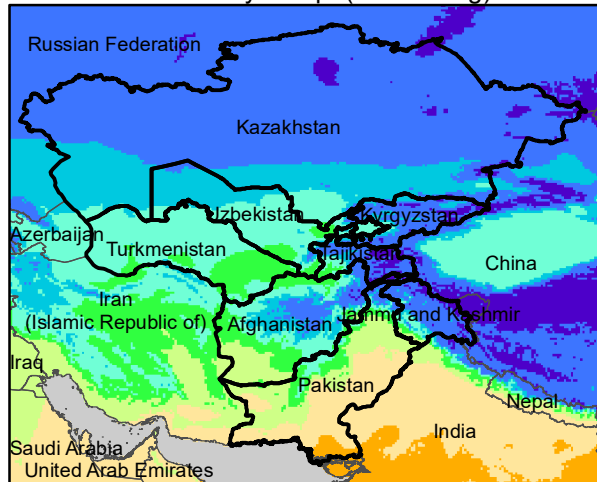 Russian Federation
Kazakhstan
Uzbekistan
Kyrgyzstan
Azerbaijan
Turkmenistan
Tajikistan
China
Iran
(Islamic Republic of)
Afghanistan
Jammu and Kashmir
Iraq
Pakistan
Nepal
India
Saudi Arabia
United Arab Emirates